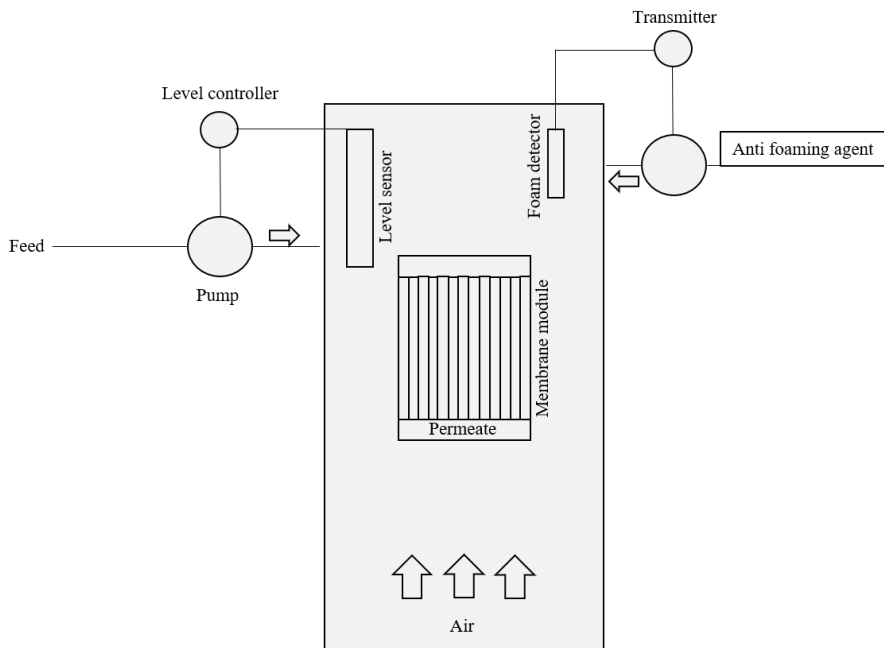 Transmitter
Level controller
Anti foaming agent
Foam detector
Level sensor
Feed
Pump
Membrane module
Permeate
Air